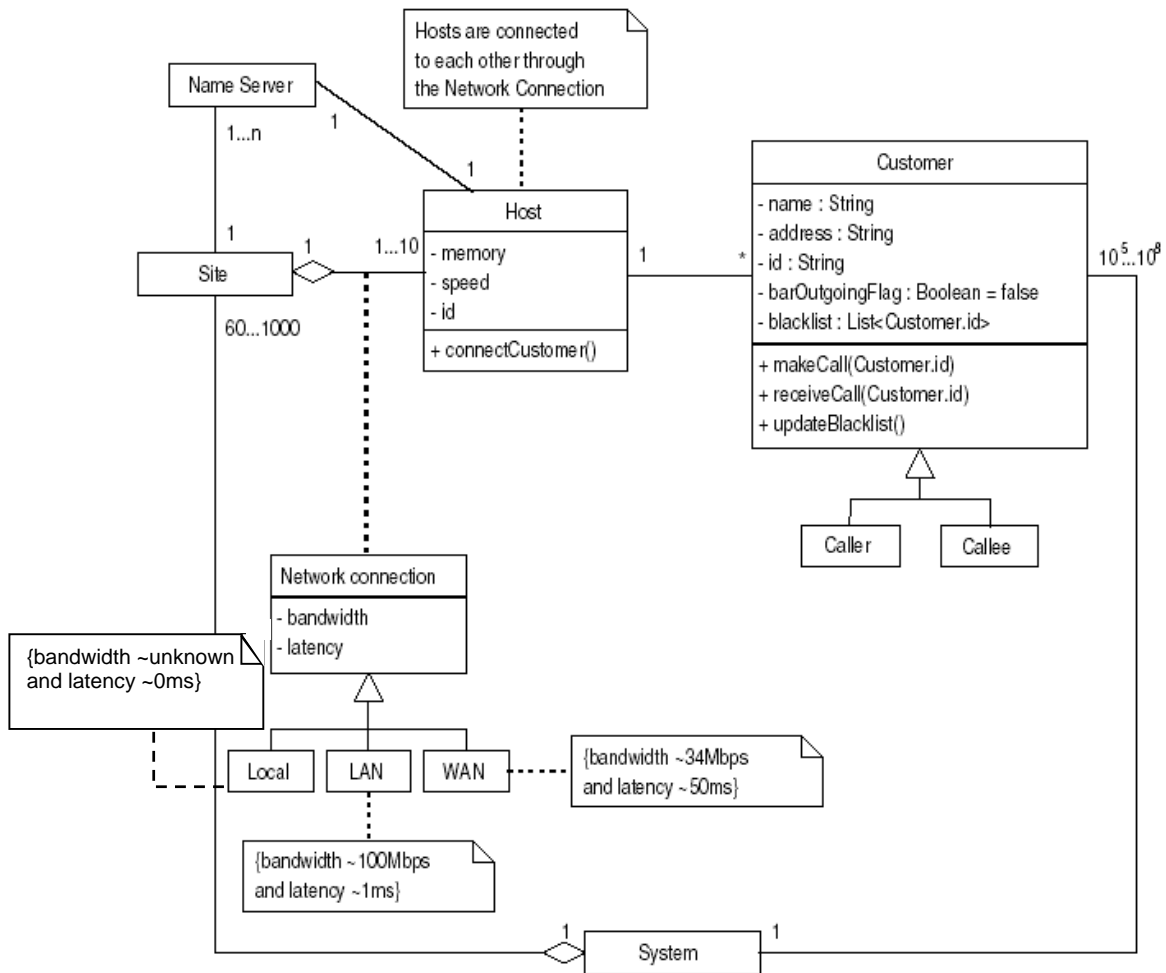 Hosts are connected
to each other through
the Network Connection
Name Server
1...n
1
1
Customer
- name : String
- address : String
- id : String
- barOutgoingFlag : Boolean = false
- blacklist : List<Customer.id>
+ makeCall(Customer.id)
+ receiveCall(Customer.id)
+ updateBlacklist()
Host
- memory
- speed
- id
+ connectCustomer()
1
1
1...10
1
*
10⁵...10⁸
Site
60...1000
Caller
Callee
Network connection
- bandwidth
- latency
{bandwidth ~unknown
and latency ~0ms}
Local
LAN
WAN
{bandwidth ~34Mbps
and latency ~50ms}
{bandwidth ~100Mbps
and latency ~1ms}
1
System
1